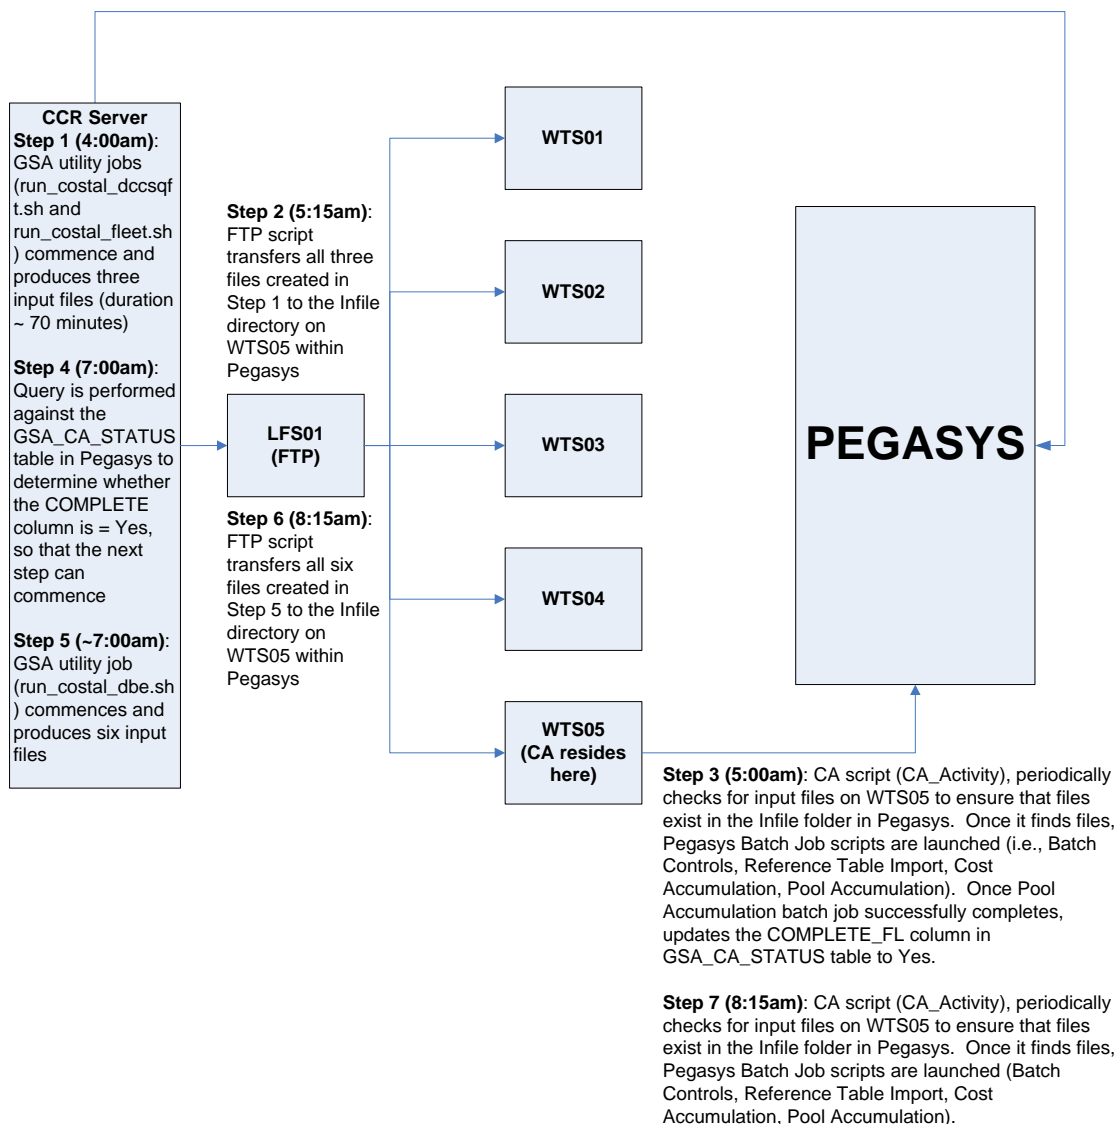 CCR Server
Step 1 (4:00am):
GSA utility jobs
(run_costal_dccsqf
t.sh and
run_costal_fleet.sh
) commence and
produces three
input files (duration
~ 70 minutes)
Step 4 (7:00am):
Query is performed
against the
GSA_CA_STATUS
table in Pegasys to
determine whether
the COMPLETE
column is = Yes,
so that the next
step can
commence
Step 5 (~7:00am):
GSA utility job
(run_costal_dbe.sh
) commences and
produces six input
files
Step 2 (5:15am):
FTP script
transfers all three
files created in
Step 1 to the Infile
directory on
WTS05 within
Pegasys
LFS01
(FTP)
Step 6 (8:15am):
FTP script
transfers all six
files created in
Step 5 to the Infile
directory on
WTS05 within
Pegasys
WTS01
WTS02
WTS03
WTS04
WTS05
(CA resides
here)
PEGASYS
Step 3 (5:00am): CA script (CA_Activity), periodically
checks for input files on WTS05 to ensure that files
exist in the Infile folder in Pegasys.  Once it finds files,
Pegasys Batch Job scripts are launched (i.e., Batch
Controls, Reference Table Import, Cost
Accumulation, Pool Accumulation).  Once Pool
Accumulation batch job successfully completes,
updates the COMPLETE_FL column in
GSA_CA_STATUS table to Yes.
Step 7 (8:15am): CA script (CA_Activity), periodically
checks for input files on WTS05 to ensure that files
exist in the Infile folder in Pegasys.  Once it finds files,
Pegasys Batch Job scripts are launched (Batch
Controls, Reference Table Import, Cost
Accumulation, Pool Accumulation).